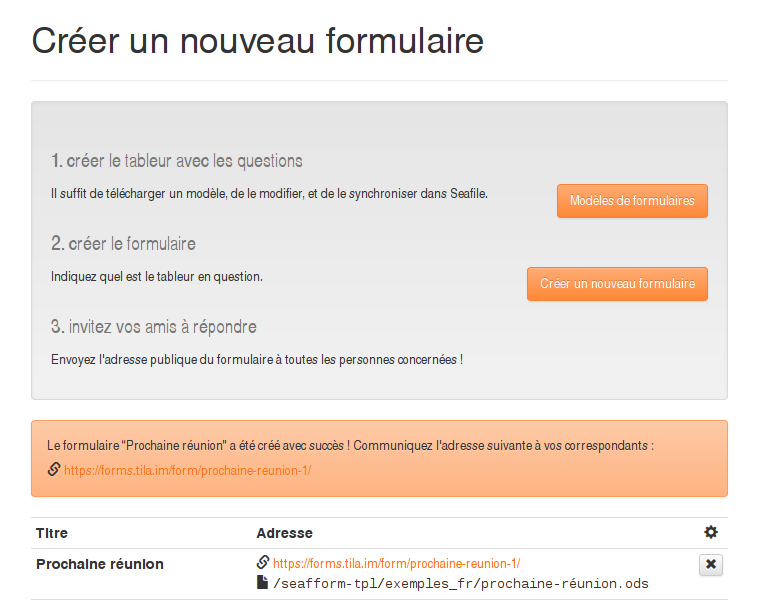 Créer un nouveau formulaire
1. créer le tableur avec les questions
Il suffit de télécharger un modèle, de le modifier, et de le synchroniser dans Seafile.
Modèles de formulaires
2. créer le formulaire
Indiquez quel est le tableur en question.
Créer un nouveau formulaire
3. invitez vos amis à répondre
Envoyez l'adresse publique du formulaire à toutes les personnes concernées !
Le formulaire "Prochaine réunion" a été créé avec succès ! Communiquez l'adresse suivante à vos correspondants :
https://forms.tila.im/form/prochaine-reunion-1/
Titre Adresse
Prochaine réunion https://forms.tila.im/form/prochaine-reunion-1/
/seafform-tpl/exemples_fr/prochaine-réunion.ods